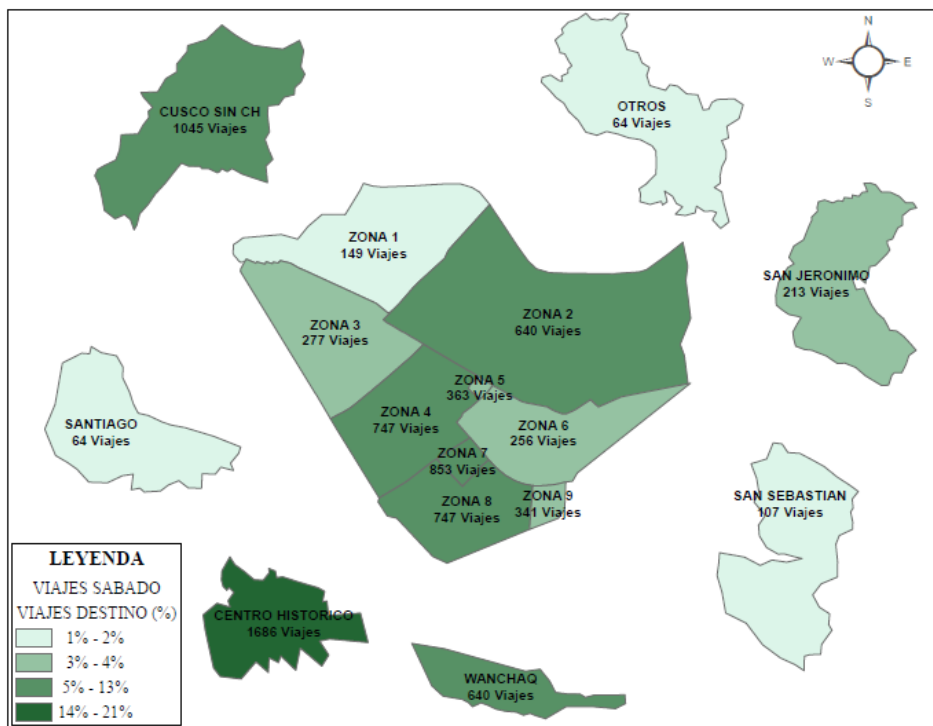 N
W E
S
CUSCO SIN CH
1045 Viajes
OTROS
64 Viajes
ZONA 1
149 Viajes
SAN JERONIMO
213 Viajes
ZONA 2
640 Viajes
ZONA 3
277 Viajes
ZONA 5
363 Viajes
ZONA 4
747 Viajes
ZONA 6
256 Viajes
SANTIAGO
64 Viajes
ZONA 7
853 Viajes
ZONA 8
747 Viajes
ZONA 9
341 Viajes
SAN SEBASTIAN
107 Viajes
LEYENDA
VIAJES SABADO
VIAJES DESTINO (%)
1% - 2%
3% - 4%
5% - 13%
14% - 21%
CENTRO HISTORICO
1686 Viajes
WANCHAQ
640 Viajes